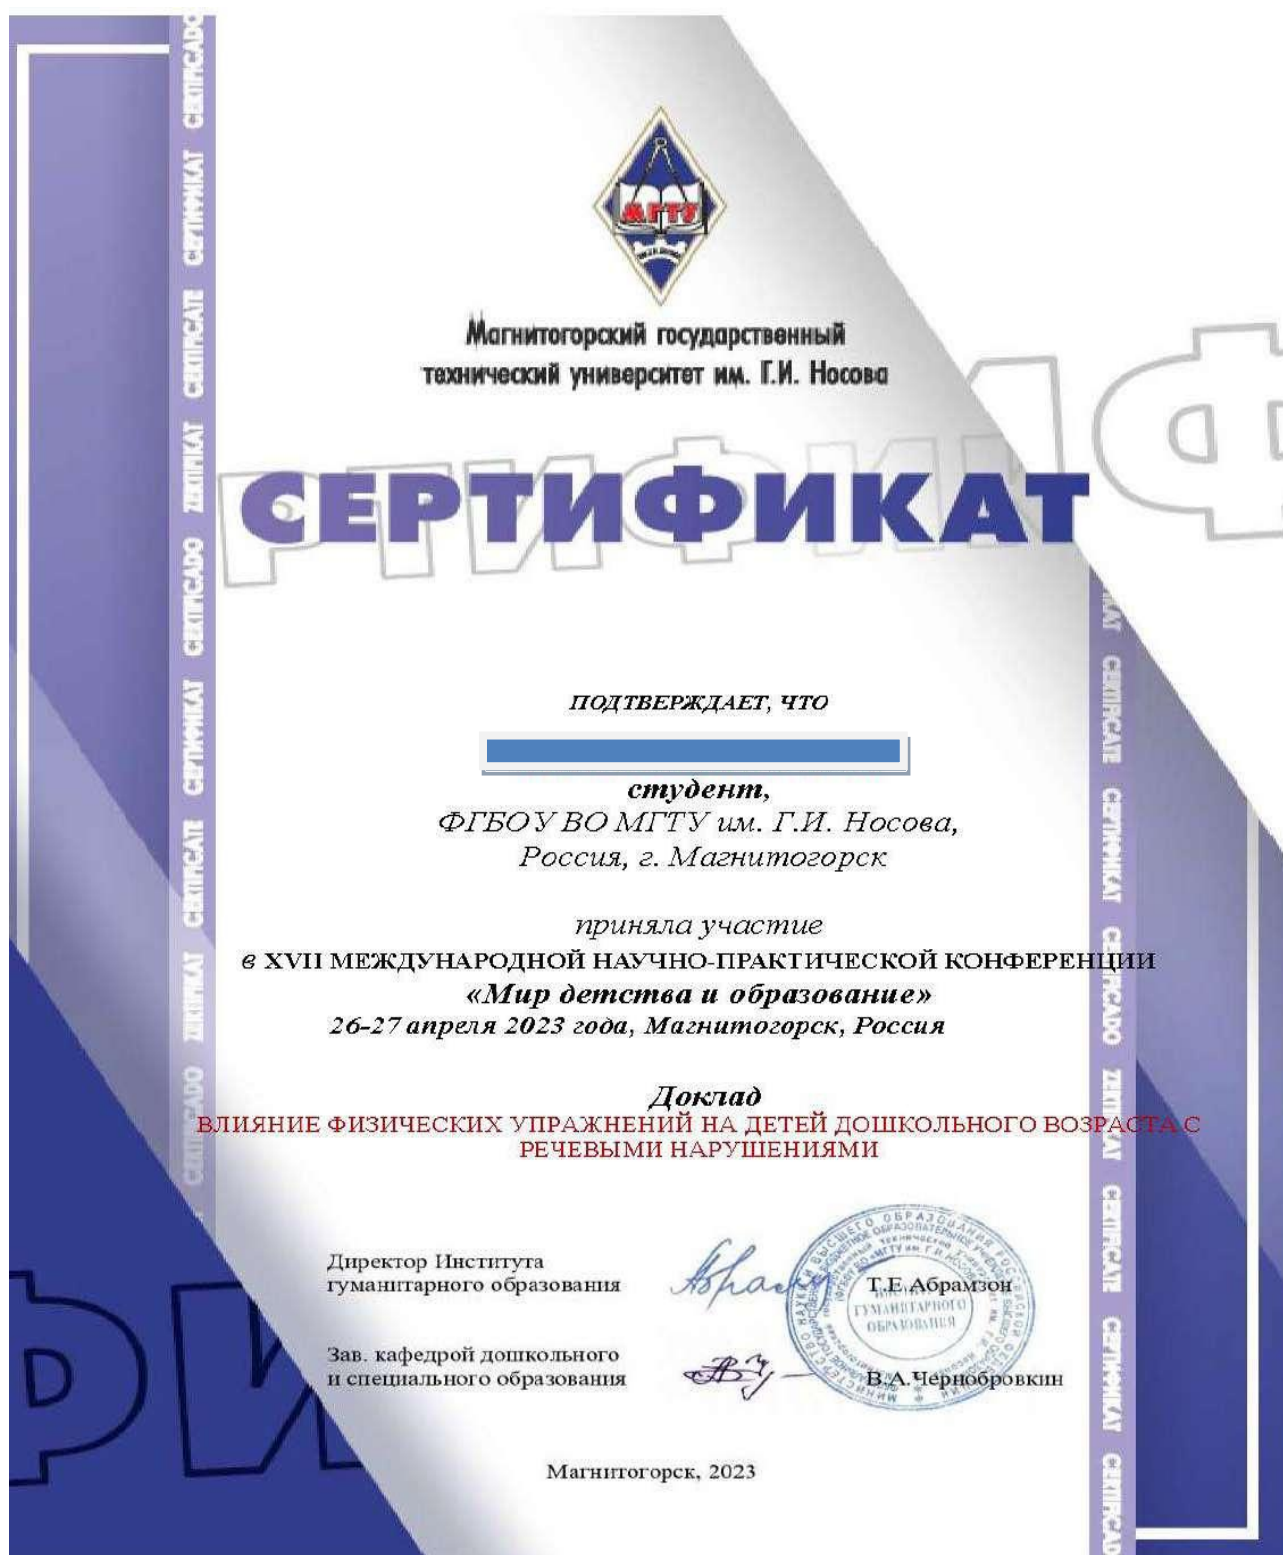 МГТУ
Магнитогорский государственный
технический университет им. Г.И. Носова
СЕРТИФИКАТ
ПОДТВЕРЖДАЕТ, ЧТО
студент,
ФГБОУ ВО МГТУ им. Г.И. Носова,
Россия, г. Магнитогорск
приняла участие
в XVII МЕЖДУНАРОДНОЙ НАУЧНО-ПРАКТИЧЕСКОЙ КОНФЕРЕНЦИИ
«Мир детства и образование»
26-27 апреля 2023 года, Магнитогорск, Россия
Доклад
ВЛИЯНИЕ ФИЗИЧЕСКИХ УПРАЖНЕНИЙ НА ДЕТЕЙ ДОШКОЛЬНОГО ВОЗРАСТА С
РЕЧЕВЫМИ НАРУШЕНИЯМИ
Директор Института
гуманитарного образования
Т.Е.Абрамзон
ГУМАНИТАРНОГО
ОБРАЗОВАНИЯ
Зав. кафедрой дошкольного
и специального образования
В.А.Чернобровкин
Магнитогорск, 2023